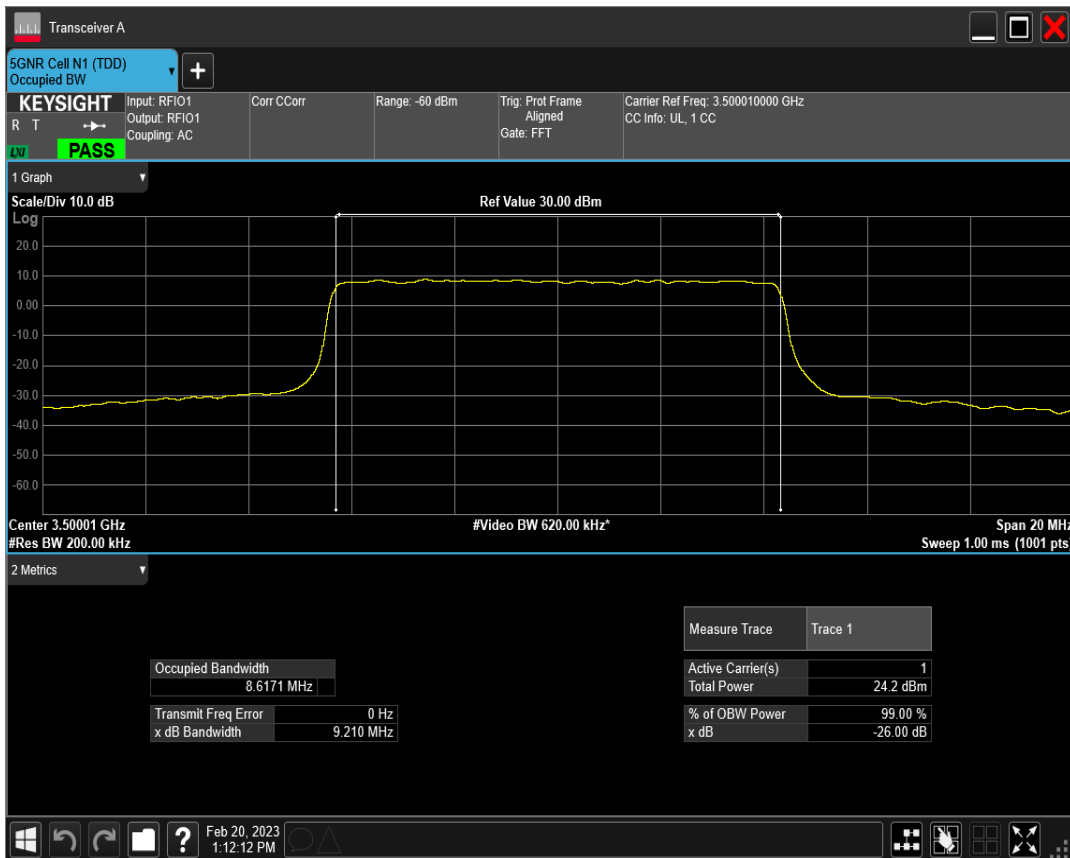 Transceiver A
5GNR Cell N1 (TDD)
Occupied BW
+
KEYSIGHT
R T
LXI
PASS
Input: RFIO1
Output: RFIO1
Coupling: AC
Corr CCorr
Range: -60 dBm
Trig: Prot Frame
Aligned
Gate: FFT
Carrier Ref Freq: 3.500010000 GHz
CC Info: UL, 1 CC
1 Graph
Scale/Div 10.0 dB
Ref Value 30.00 dBm
Log
20.0
10.0
0.00
-10.0
-20.0
-30.0
-40.0
-50.0
-60.0
Center 3.50001 GHz
#Video BW 620.00 kHz*
Span 20 MHz
#Res BW 200.00 kHz
Sweep 1.00 ms (1001 pts)
2 Metrics
Measure Trace Trace 1
Occupied Bandwidth
8.6171 MHz
Active Carrier(s) 1
Total Power 24.2 dBm
Transmit Freq Error 0 Hz
x dB Bandwidth 9.210 MHz
% of OBW Power 99.00 %
x dB -26.00 dB
?
Feb 20, 2023
1:12:12 PM